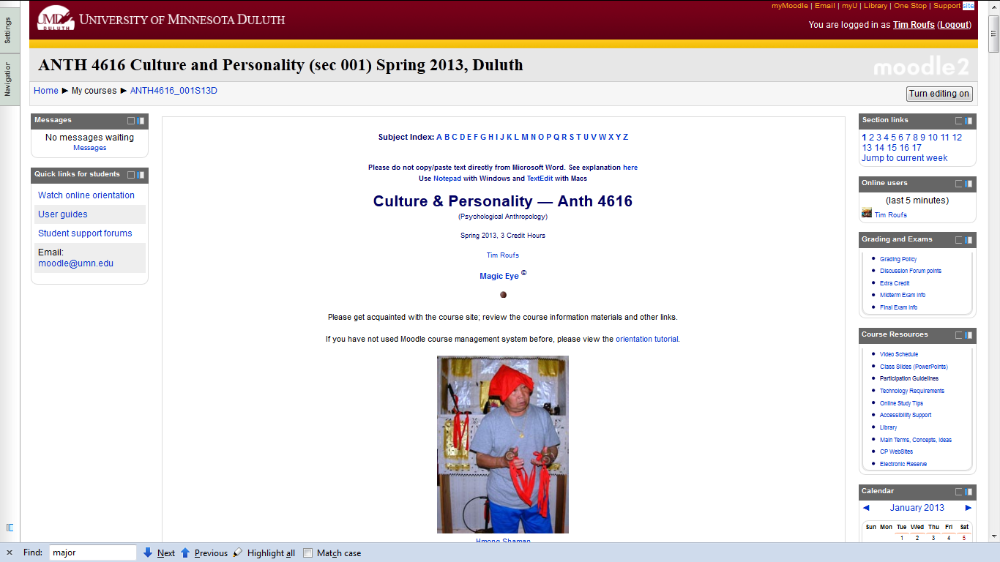 myMoodle | Email | myU | Library | One Stop | Support site
UMD
DULUTH
UNIVERSITY OF MINNESOTA DULUTH
You are logged in as Tim Roufs (Logout)
Settings
Navigation
ANTH 4616 Culture and Personality (sec 001) Spring 2013, Duluth
moodle2
Home ► My courses ► ANTH4616_001S13D
Turn editing on
Messages
No messages waiting
Messages
Quick links for students
Watch online orientation
User guides
Student support forums
Email:
moodle@umn.edu
Subject Index: A B C D E F G H I J K L M N O P Q R S T U V W X Y Z
Please do not copy/paste text directly from Microsoft Word. See explanation here
Use Notepad with Windows and TextEdit with Macs
Culture & Personality — Anth 4616
(Psychological Anthropology)
Spring 2013, 3 Credit Hours
Tim Roufs
Magic Eye ©
Please get acquainted with the course site; review the course information materials and other links.
If you have not used Moodle course management system before, please view the orientation tutorial.
Hmong Shaman
Section links
1 2 3 4 5 6 7 8 9 10 11 12
13 14 15 16 17
Jump to current week
Online users
(last 5 minutes)
Tim Roufs
Grading and Exams
Grading Policy
Discussion Forum points
Extra Credit
Midterm Exam info
Final Exam info
Course Resources
Video Schedule
Class Slides (PowerPoints)
Participation Guidelines
Technology Requirements
Online Study Tips
Accessibility Support
Library
Main Terms, Concepts, Ideas
CP WebSites
Electronic Reserve
Calendar
◄ January 2013 ►
Sun Mon Tue Wed Thu Fri Sat
1 2 3 4 5
× Find: major Next Previous Highlight all Match case